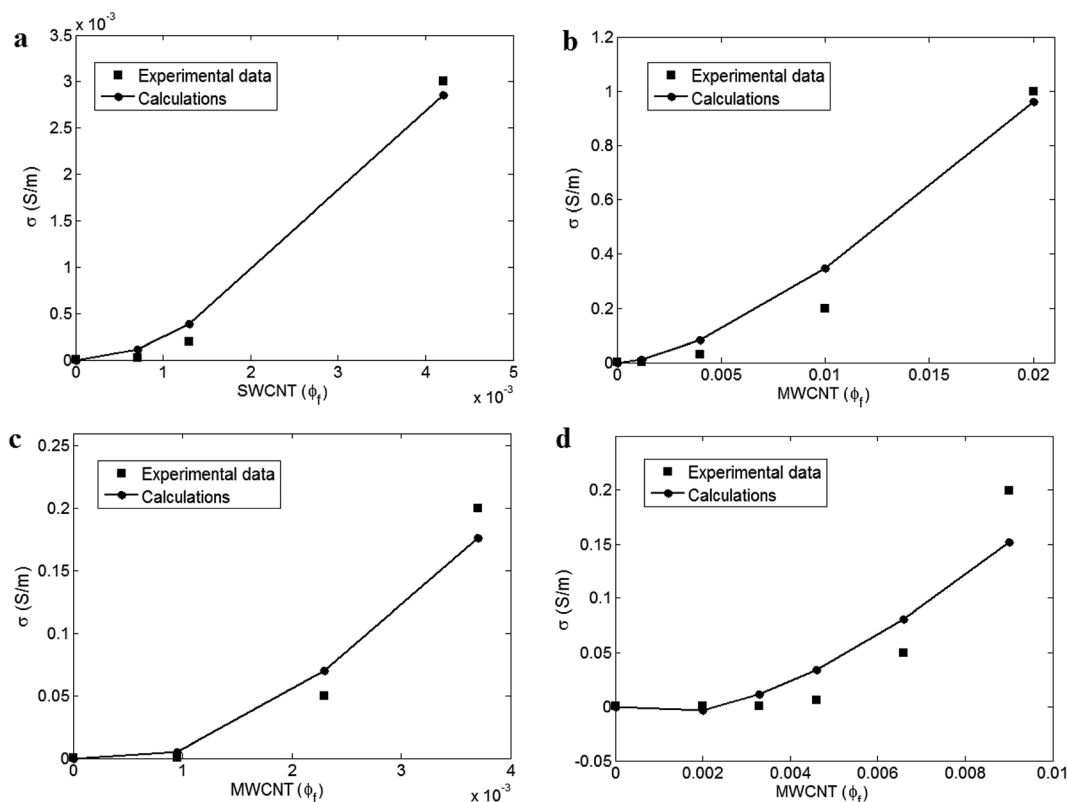 a
× 10⁻³
3.5
3
2.5
2
1.5
1
0.5
0
σ (S/m)
Experimental data
Calculations
0 1 2 3 4 5
SWCNT (ϕf)
× 10⁻³
b
1.2
1
0.8
0.6
0.4
0.2
0
σ (S/m)
Experimental data
Calculations
0 0.005 0.01 0.015 0.02
MWCNT (ϕf)
c
0.25
0.2
0.15
0.1
0.05
0
σ (S/m)
Experimental data
Calculations
0 1 2 3 4
MWCNT (ϕf)
× 10⁻³
d
0.2
0.15
0.1
0.05
0
-0.05
σ (S/m)
Experimental data
Calculations
0 0.002 0.004 0.006 0.008 0.01
MWCNT (ϕf)